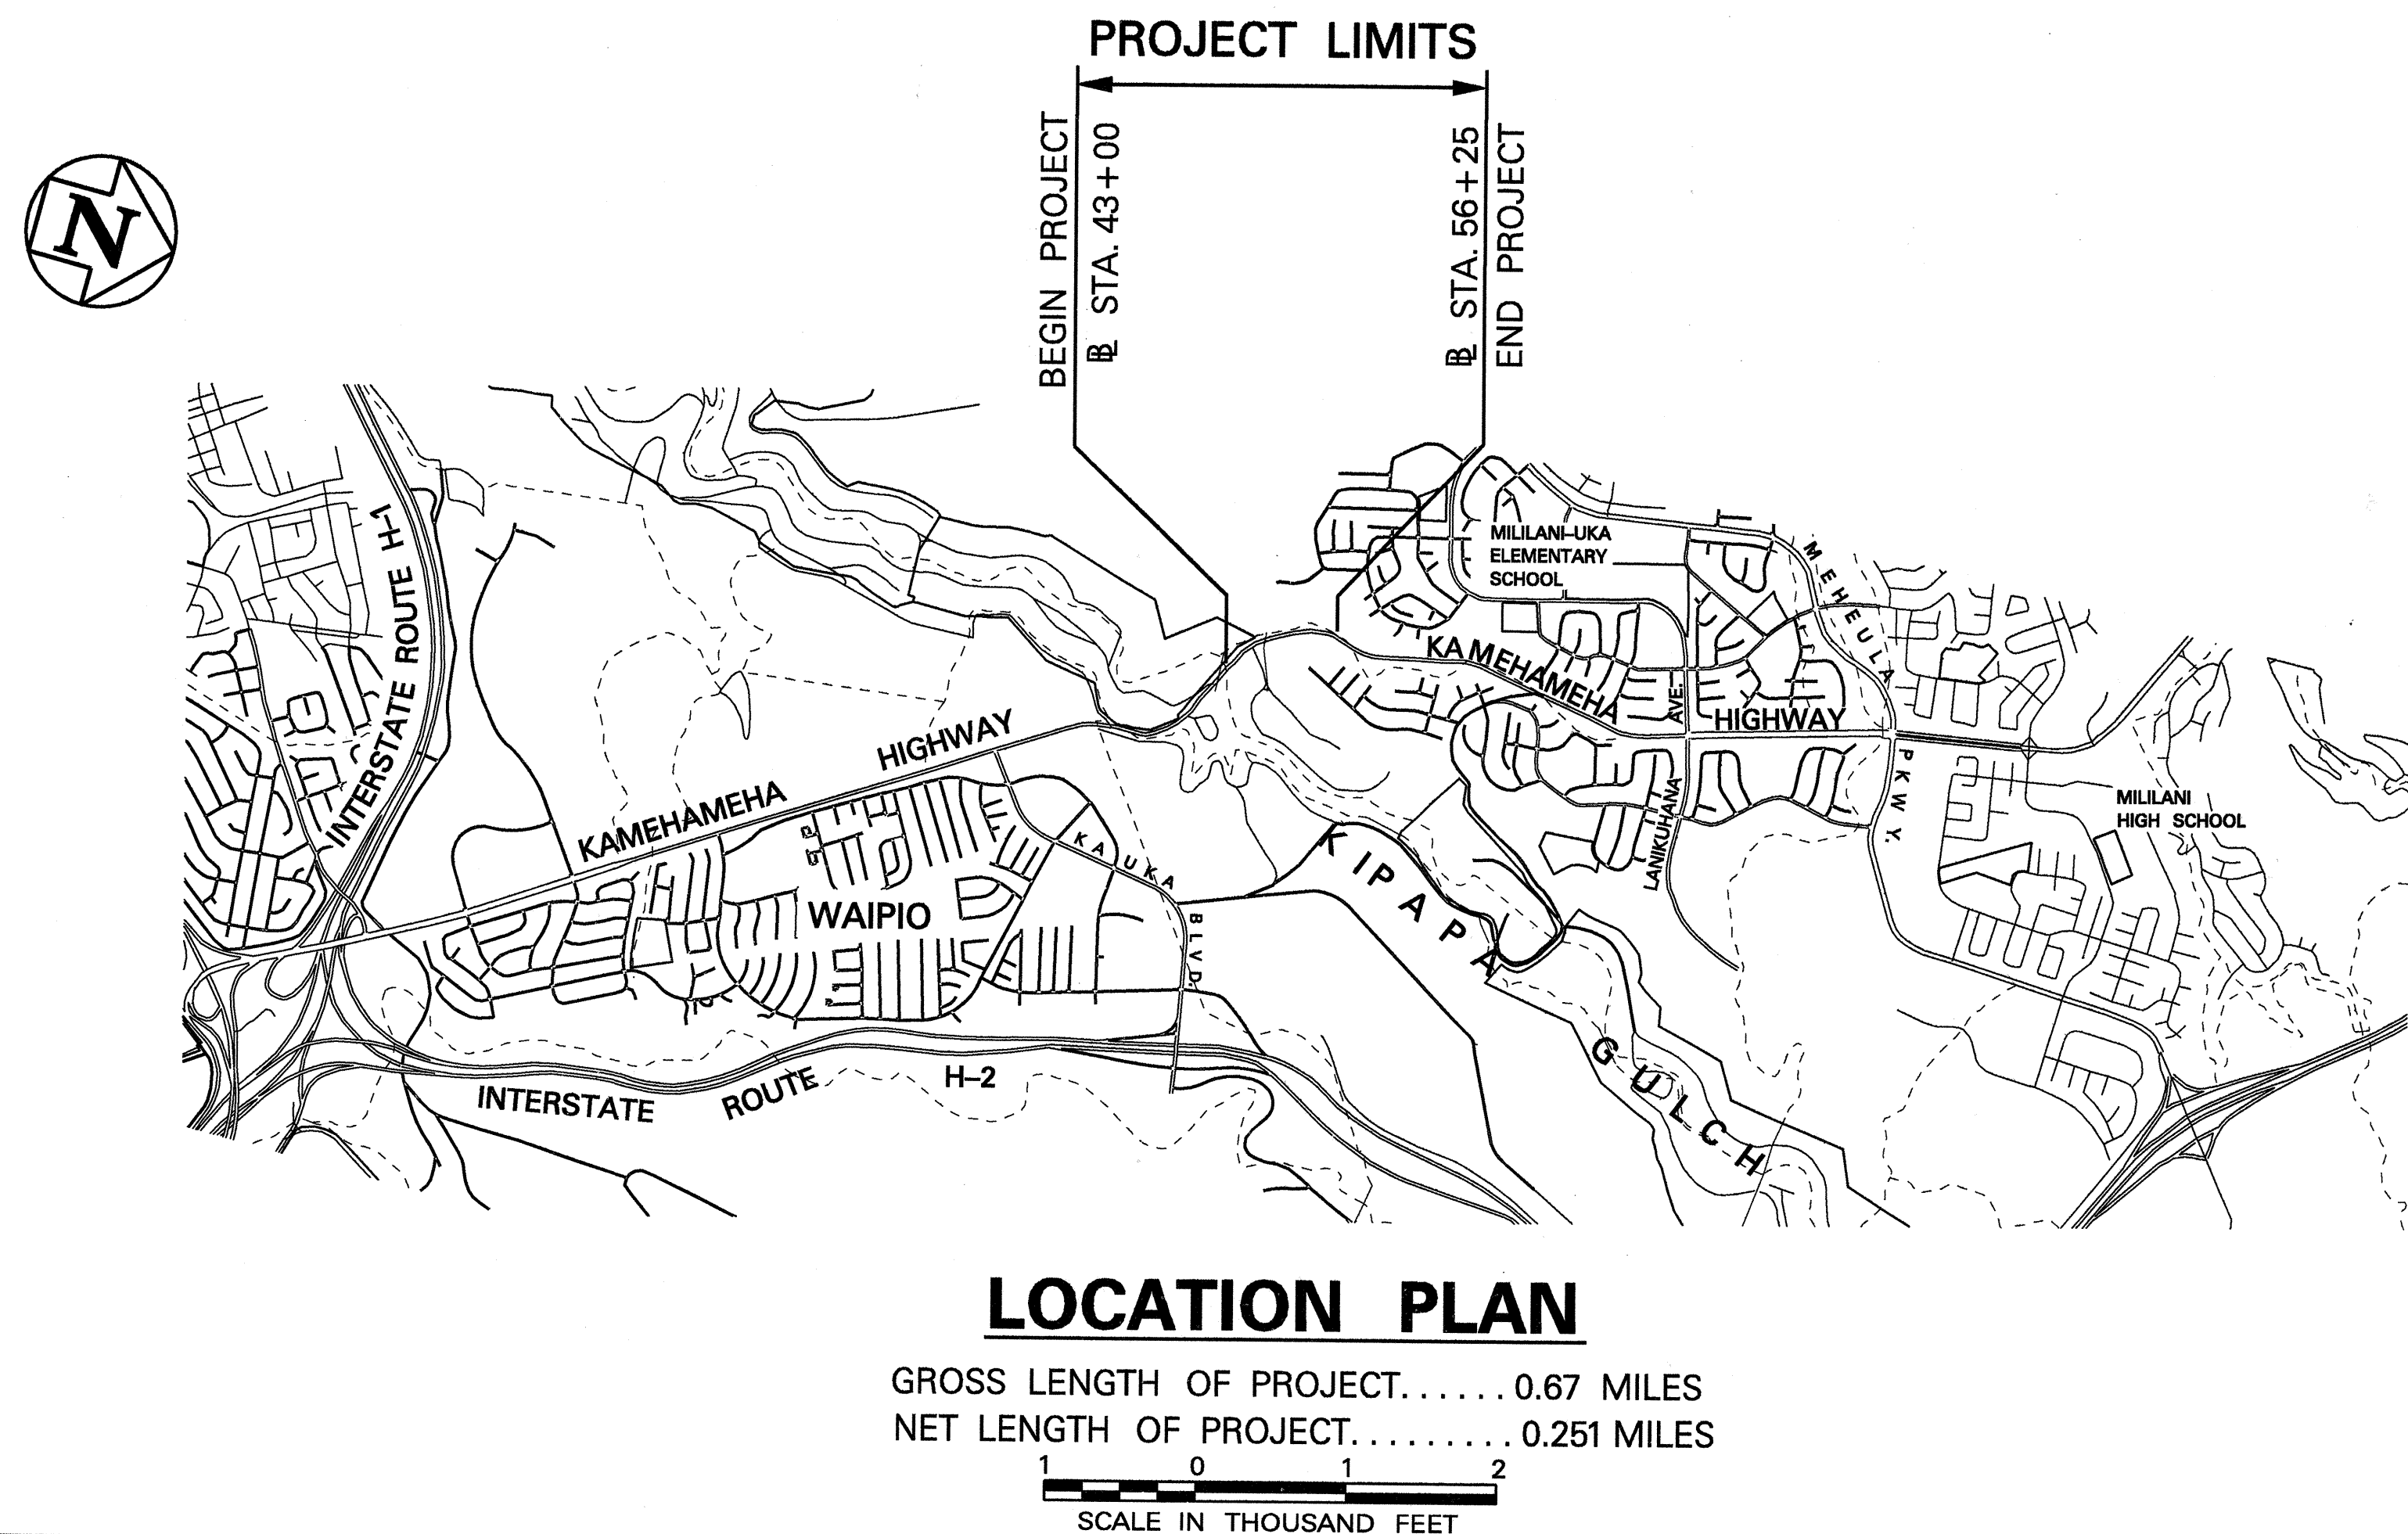 PROJECT LIMITS
BEGIN PROJECT
BL STA. 43+00
BL STA. 56+25
END PROJECT
N
INTERSTATE ROUTE H-1
MILILANI-UKA
ELEMENTARY
SCHOOL
MEHEULA
PKWY.
KAMEHAMEHA HIGHWAY
KAMEHAMEHA HIGHWAY
LANIKUHANA AVE.
MILILANI
HIGH SCHOOL
KAUKA BLVD.
WAIPIO
KIPAPA GULCH
INTERSTATE ROUTE H-2
LOCATION PLAN
GROSS LENGTH OF PROJECT...... 0.67 MILES
NET LENGTH OF PROJECT......... 0.251 MILES
1 0 1 2
SCALE IN THOUSAND FEET